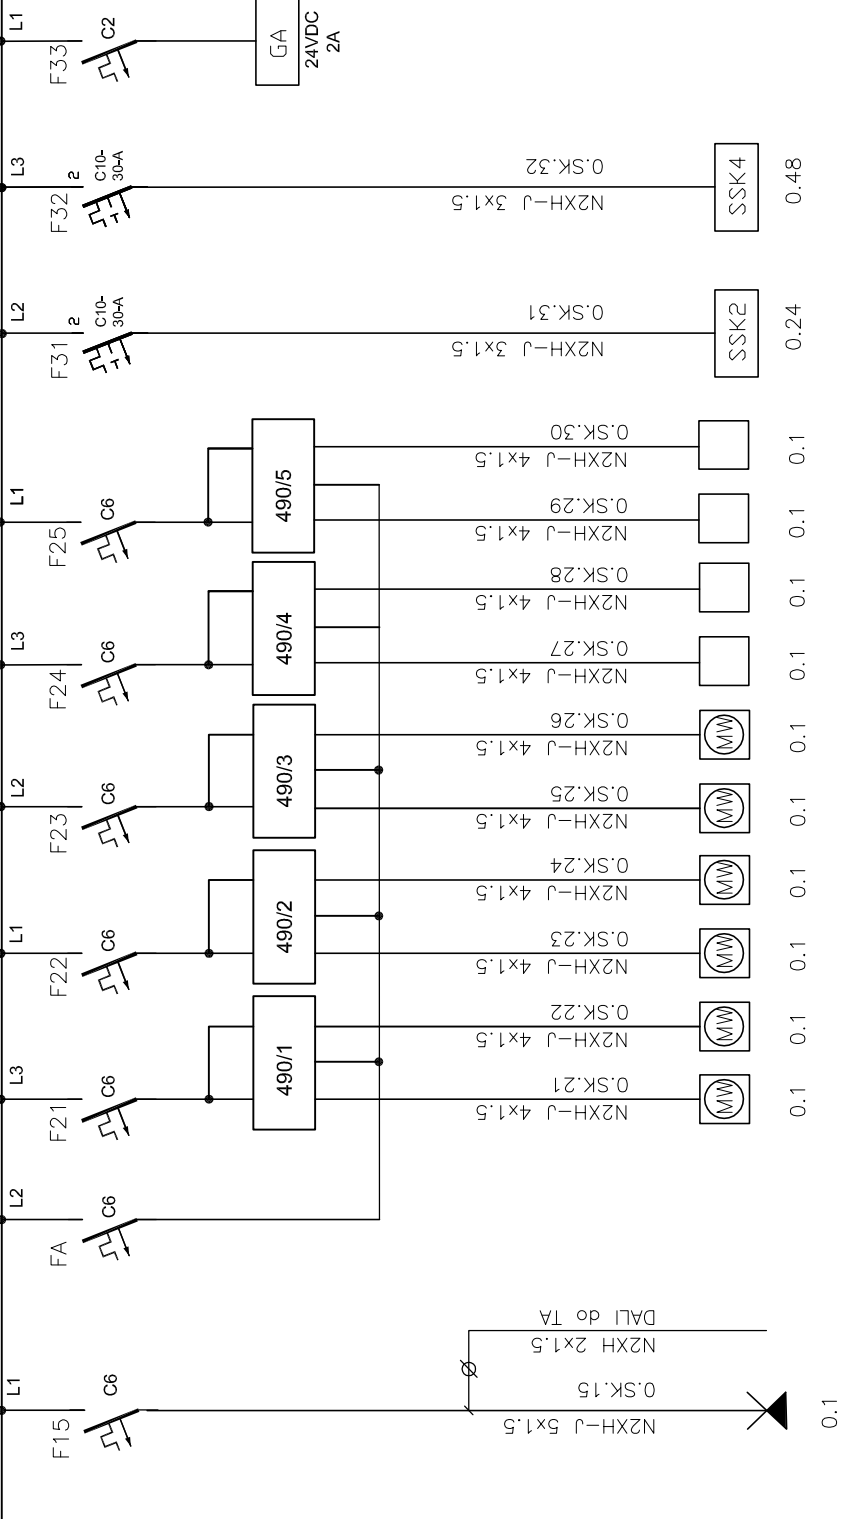 L1
F33
C2
GA
24VDC
2A
L3
F32
2
C10-
30-A
0.SK.32
N2XH-J 3x1.5
SSK4
0.48
L2
F31
2
C10-
30-A
0.SK.31
N2XH-J 3x1.5
SSK2
0.24
L1
F25
C6
490/5
0.SK.30
N2XH-J 4x1.5
0.1
0.SK.29
N2XH-J 4x1.5
0.1
L3
F24
C6
490/4
0.SK.28
N2XH-J 4x1.5
0.1
0.SK.27
N2XH-J 4x1.5
0.1
L2
F23
C6
490/3
0.SK.26
N2XH-J 4x1.5
MW
0.1
0.SK.25
N2XH-J 4x1.5
MW
0.1
L1
F22
C6
490/2
0.SK.24
N2XH-J 4x1.5
MW
0.1
0.SK.23
N2XH-J 4x1.5
MW
0.1
L3
F21
C6
490/1
0.SK.22
N2XH-J 4x1.5
MW
0.1
0.SK.21
N2XH-J 4x1.5
MW
0.1
L2
FA
C6
L1
F15
C6
DALI do TA
N2XH 2x1.5
0.SK.15
N2XH-J 5x1.5
0.1